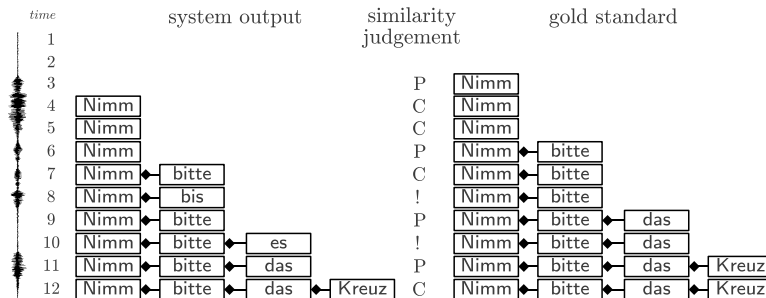 time system output similarity judgement gold standard
1
2
3 P Nimm
4 Nimm C Nimm
5 Nimm C Nimm
6 Nimm P Nimm bitte
7 Nimm bitte C Nimm bitte
8 Nimm bis ! Nimm bitte
9 Nimm bitte P Nimm bitte das
10 Nimm bitte es ! Nimm bitte das
11 Nimm bitte das P Nimm bitte das Kreuz
12 Nimm bitte das Kreuz C Nimm bitte das Kreuz